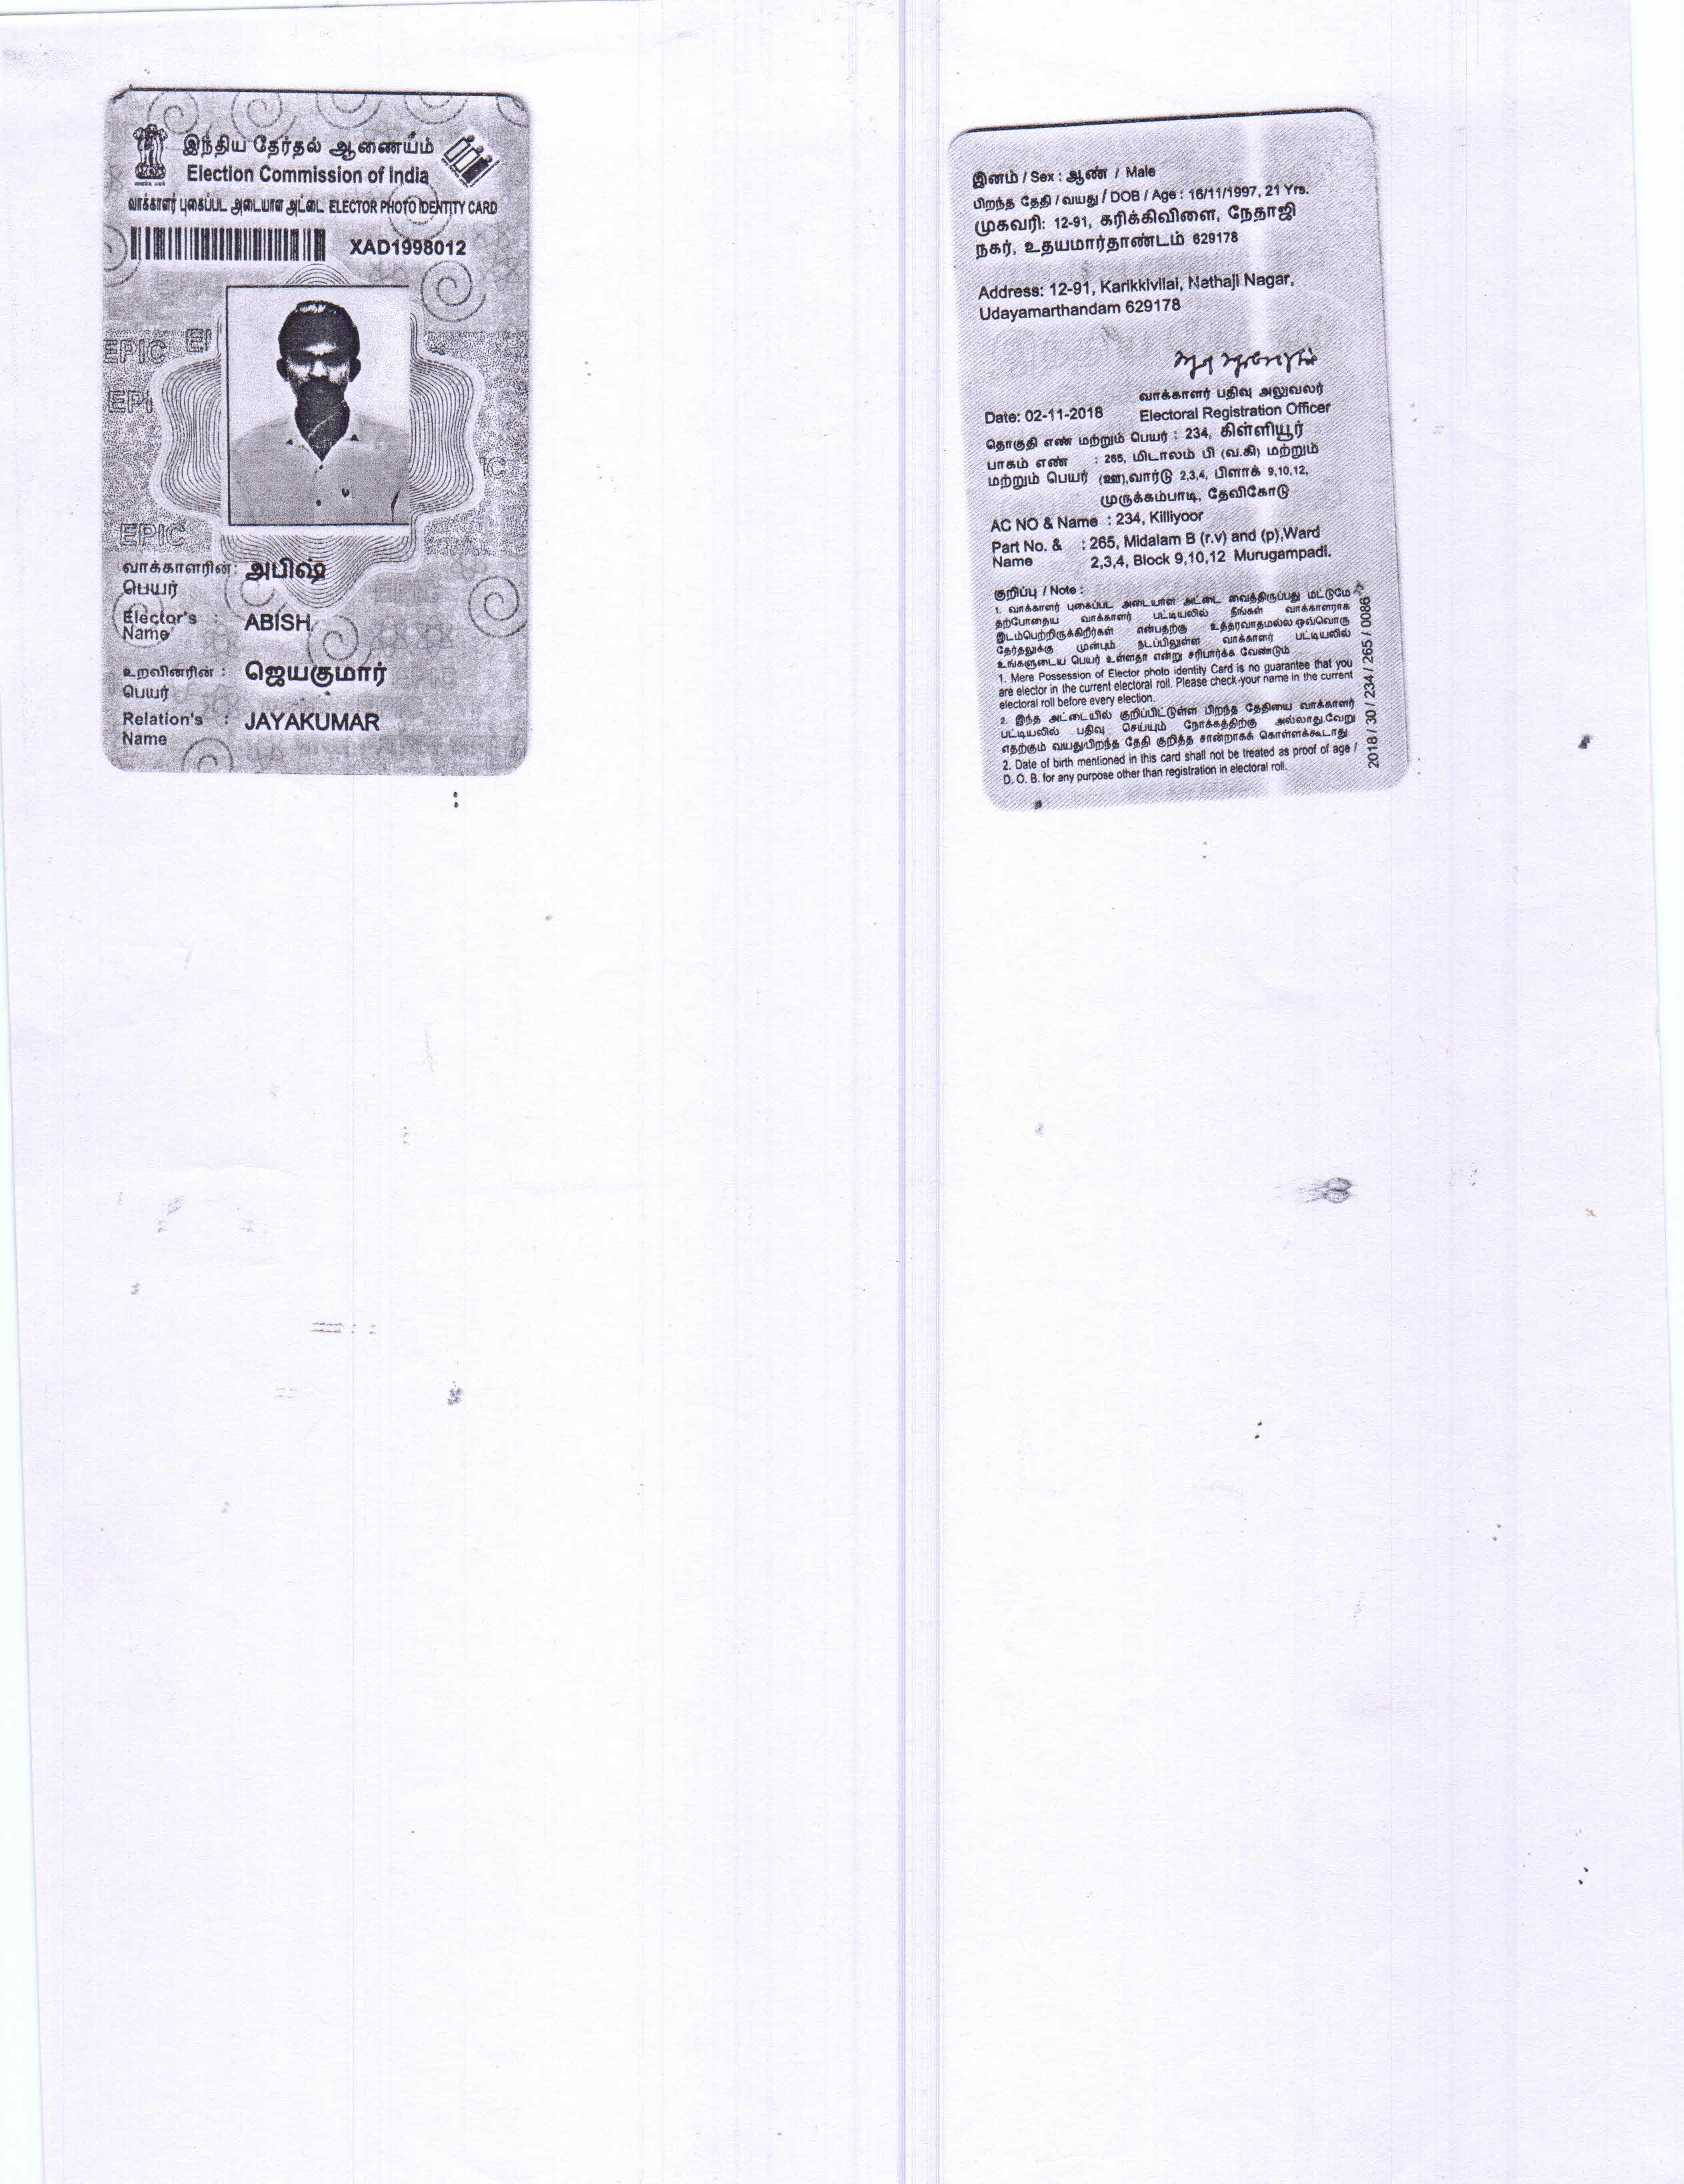 இந்திய தேர்தல் ஆணையம்
Election Commission of India
வாக்காளர் புகைப்பட அடையாள அட்டை ELECTOR PHOTO IDENTITY CARD
XAD1998012
EPIC
EPIC
வாக்காளரின் : அபிஷ்
பெயர்
Elector's : ABISH
Name
உறவினரின் : ஜெயகுமார்
பெயர்
Relation's : JAYAKUMAR
Name
இனம் / Sex : ஆண் / Male
பிறந்த தேதி / வயது / DOB / Age : 16/11/1997, 21 Yrs.
முகவரி: 12-91, கரிக்கிவிளை, நேதாஜி
நகர், உதயமார்தாண்டம் 629178
Address: 12-91, Karikkivilai, Nathaji Nagar,
Udayamarthandam 629178
வாக்காளர் பதிவு அலுவலர்
Date: 02-11-2018 Electoral Registration Officer
தொகுதி எண் மற்றும் பெயர் : 234, கிள்ளியூர்
பாகம் எண் : 265, மிடாலம் பி (வ.கி) மற்றும்
மற்றும் பெயர் (ஊ),வார்டு 2,3,4, பிளாக் 9,10,12,
முருக்கம்பாடி, தேவிகோடு
AC NO & Name : 234, Killiyoor
Part No. & : 265, Midalam B (r.v) and (p),Ward
Name 2,3,4, Block 9,10,12 Murugampadi.
குறிப்பு / Note :
1. வாக்காளர் புகைப்பட அடையாள அட்டை வைத்திருப்பது மட்டுமே
தற்போதைய வாக்காளர் பட்டியலில் நீங்கள் வாக்காளராக
இடம்பெற்றிருக்கிறீர்கள் என்பதற்கு உத்தரவாதமல்ல ஒவ்வொரு
தேர்தலுக்கு முன்பும் நடப்பிலுள்ள வாக்காளர் பட்டியலில்
உங்களுடைய பெயர் உள்ளதா என்று சரிபார்க்க வேண்டும்
1. Mere Possession of Elector photo identity Card is no guarantee that you
are elector in the current electoral roll. Please check your name in the current
electoral roll before every election.
2. இந்த அட்டையில் குறிப்பிட்டுள்ள பிறந்த தேதியை வாக்காளர்
பட்டியலில் பதிவு செய்யும் நோக்கத்திற்கு அல்லாது.வேறு
எதற்கும் வயது/பிறந்த தேதி குறித்த சான்றாகக் கொள்ளக்கூடாது
2. Date of birth mentioned in this card shall not be treated as proof of age /
D. O. B. for any purpose other than registration in electoral roll.
2018 / 30 / 234 / 265 / 0086